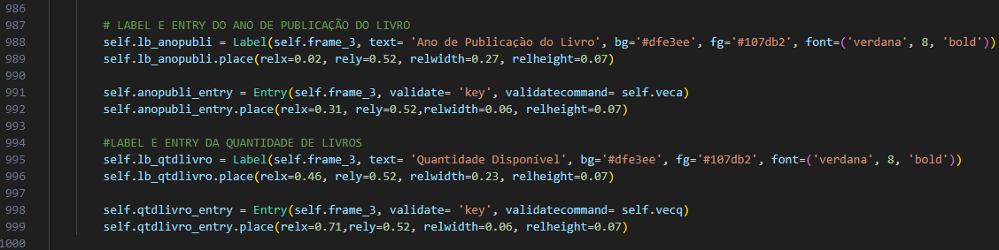 986
987 # LABEL E ENTRY DO ANO DE PUBLICAÇÃO DO LIVRO
988 self.lb_anopubli = Label(self.frame_3, text= 'Ano de Publicaçào do Livro', bg='#dfe3ee', fg='#107db2', font=('verdana', 8, 'bold'))
989 self.lb_anopubli.place(relx=0.02, rely=0.52, relwidth=0.27, relheight=0.07)
990
991 self.anopubli_entry = Entry(self.frame_3, validate= 'key', validatecommand= self.veca)
992 self.anopubli_entry.place(relx=0.31, rely=0.52,relwidth=0.06, relheight=0.07)
993
994 #LABEL E ENTRY DA QUANTIDADE DE LIVROS
995 self.lb_qtdlivro = Label(self.frame_3, text= 'Quantidade Disponível', bg='#dfe3ee', fg='#107db2', font=('verdana', 8, 'bold'))
996 self.lb_qtdlivro.place(relx=0.46, rely=0.52, relwidth=0.23, relheight=0.07)
997
998 self.qtdlivro_entry = Entry(self.frame_3, validate= 'key', validatecommand= self.vecq)
999 self.qtdlivro_entry.place(relx=0.71,rely=0.52, relwidth=0.06, relheight=0.07)
1000